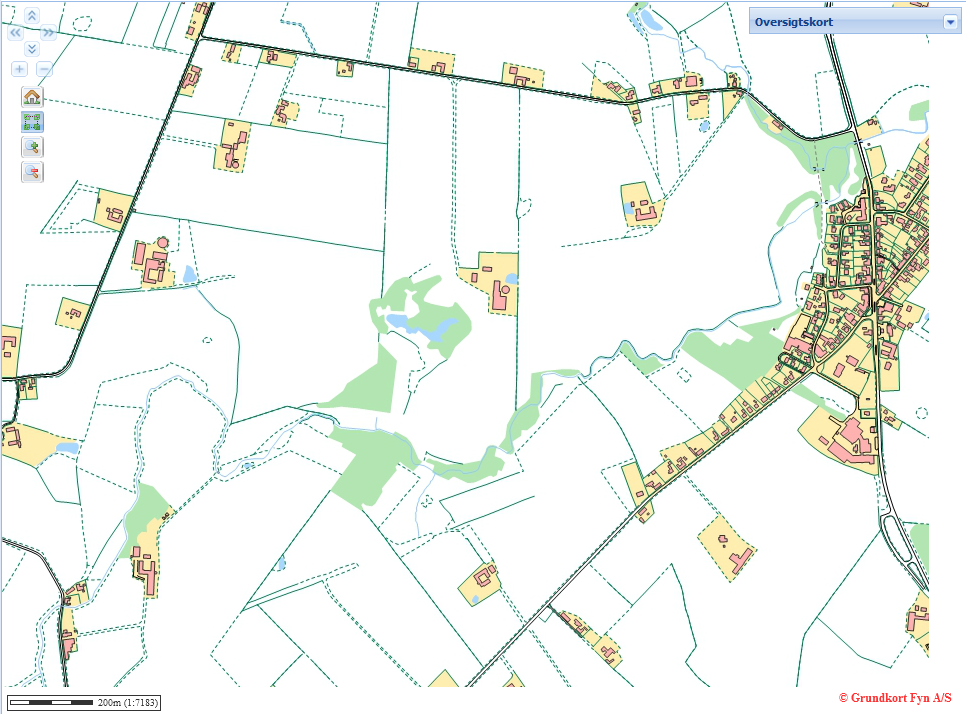 Oversigtskort
200m (1:7183)
© Grundkort Fyn A/S